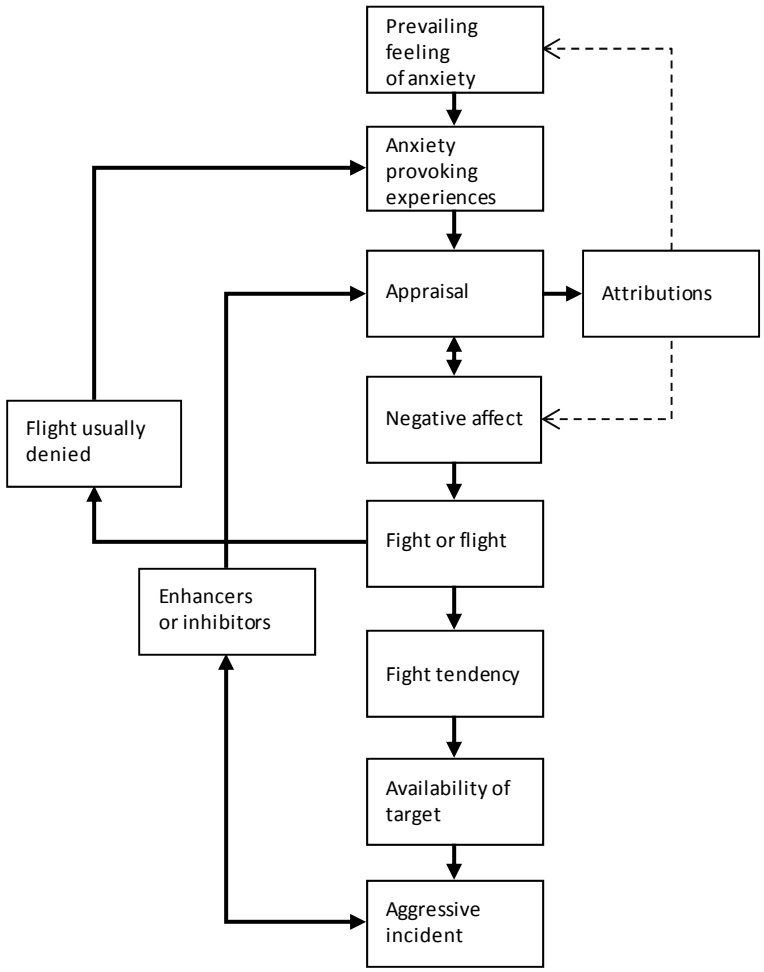 Prevailing
feeling
of anxiety
Anxiety
provoking
experiences
Appraisal
Attributions
Negative affect
Flight usually
denied
Fight or flight
Enhancers
or inhibitors
Fight tendency
Availability of
target
Aggressive
incident